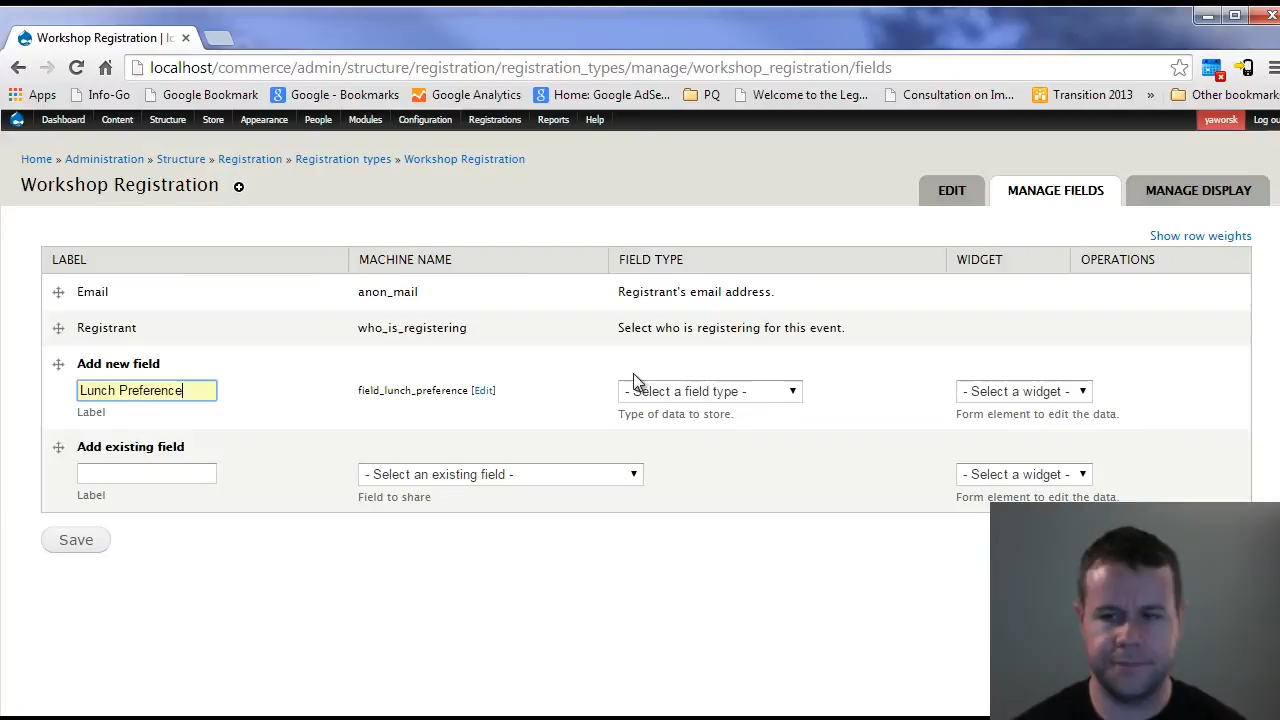 Workshop Registration | lc
localhost/commerce/admin/structure/registration/registration_types/manage/workshop_registration/fields
Apps Info-Go Google Bookmark Google - Bookmarks Google Analytics Home: Google AdSe... PQ Welcome to the Leg... Consultation on Im... Transition 2013 » Other bookmarks
Dashboard Content Structure Store Appearance People Modules Configuration Registrations Reports Help yaworsk Log out
Home » Administration » Structure » Registration » Registration types » Workshop Registration
Workshop Registration
EDIT MANAGE FIELDS MANAGE DISPLAY
Show row weights
LABEL MACHINE NAME FIELD TYPE WIDGET OPERATIONS
Email anon_mail Registrant's email address.
Registrant who_is_registering Select who is registering for this event.
Add new field
Lunch Preference field_lunch_preference [Edit] - Select a field type - - Select a widget -
Label Type of data to store. Form element to edit the data.
Add existing field
- Select an existing field - - Select a widget -
Label Field to share Form element to edit the data.
Save